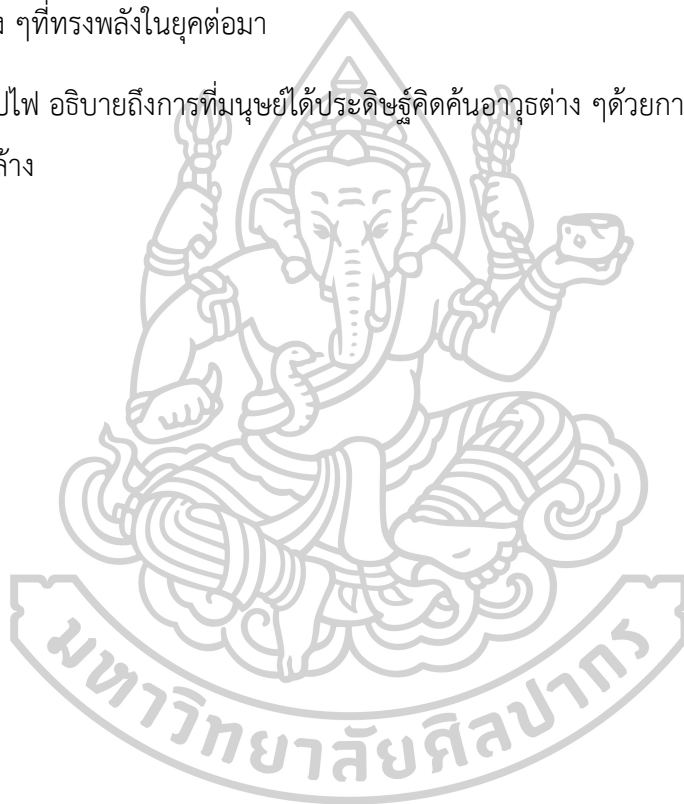 ง ๆที่ทรงพลังในยุคต่อมา
ปไฟ อธิบายถึงการที่มนุษย์ได้ประดิษฐ์คิดค้นอาวุธต่าง ๆด้วยกา
ล้าง
มหาวิทยาลัยศิลปากร